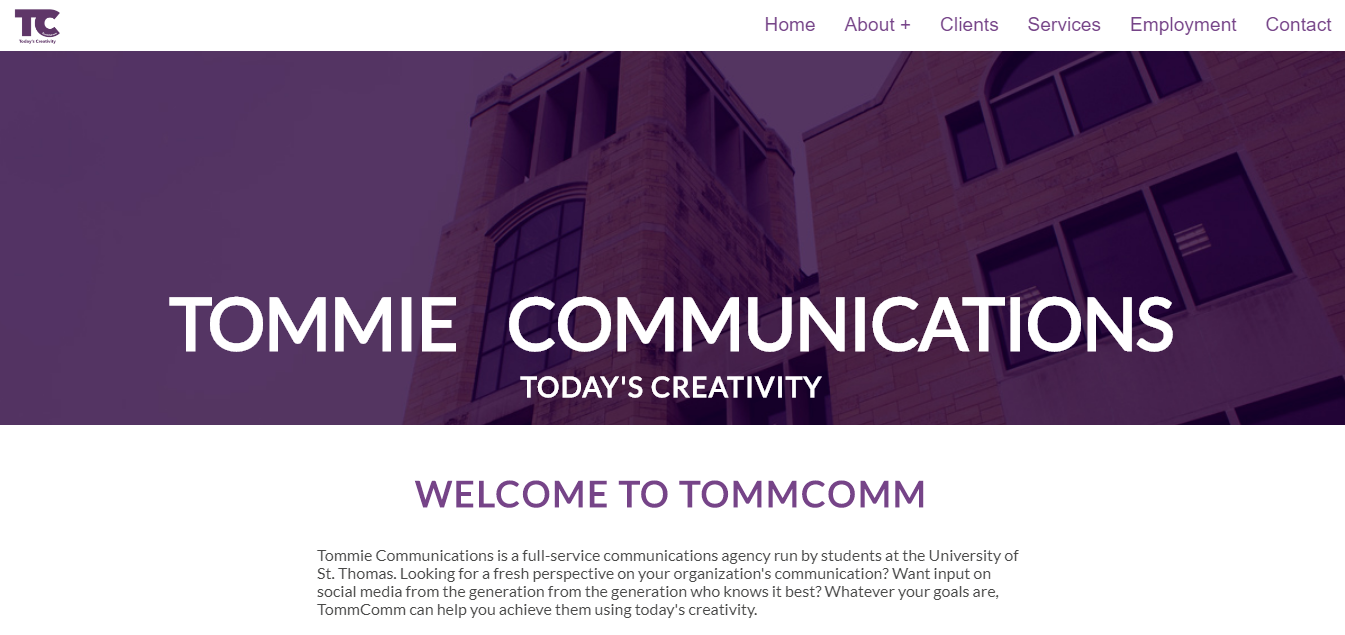 TC
Today's Creativity
Home About + Clients Services Employment Contact
TOMMIE COMMUNICATIONS
TODAY'S CREATIVITY
WELCOME TO TOMMCOMM
Tommie Communications is a full-service communications agency run by students at the University of
St. Thomas. Looking for a fresh perspective on your organization's communication? Want input on
social media from the generation from the generation who knows it best? Whatever your goals are,
TommComm can help you achieve them using today's creativity.